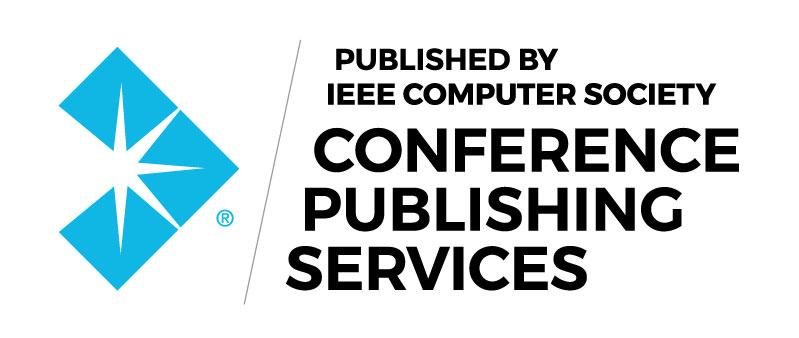 PUBLISHED BY
IEEE COMPUTER SOCIETY
CONFERENCE
PUBLISHING
SERVICES
®